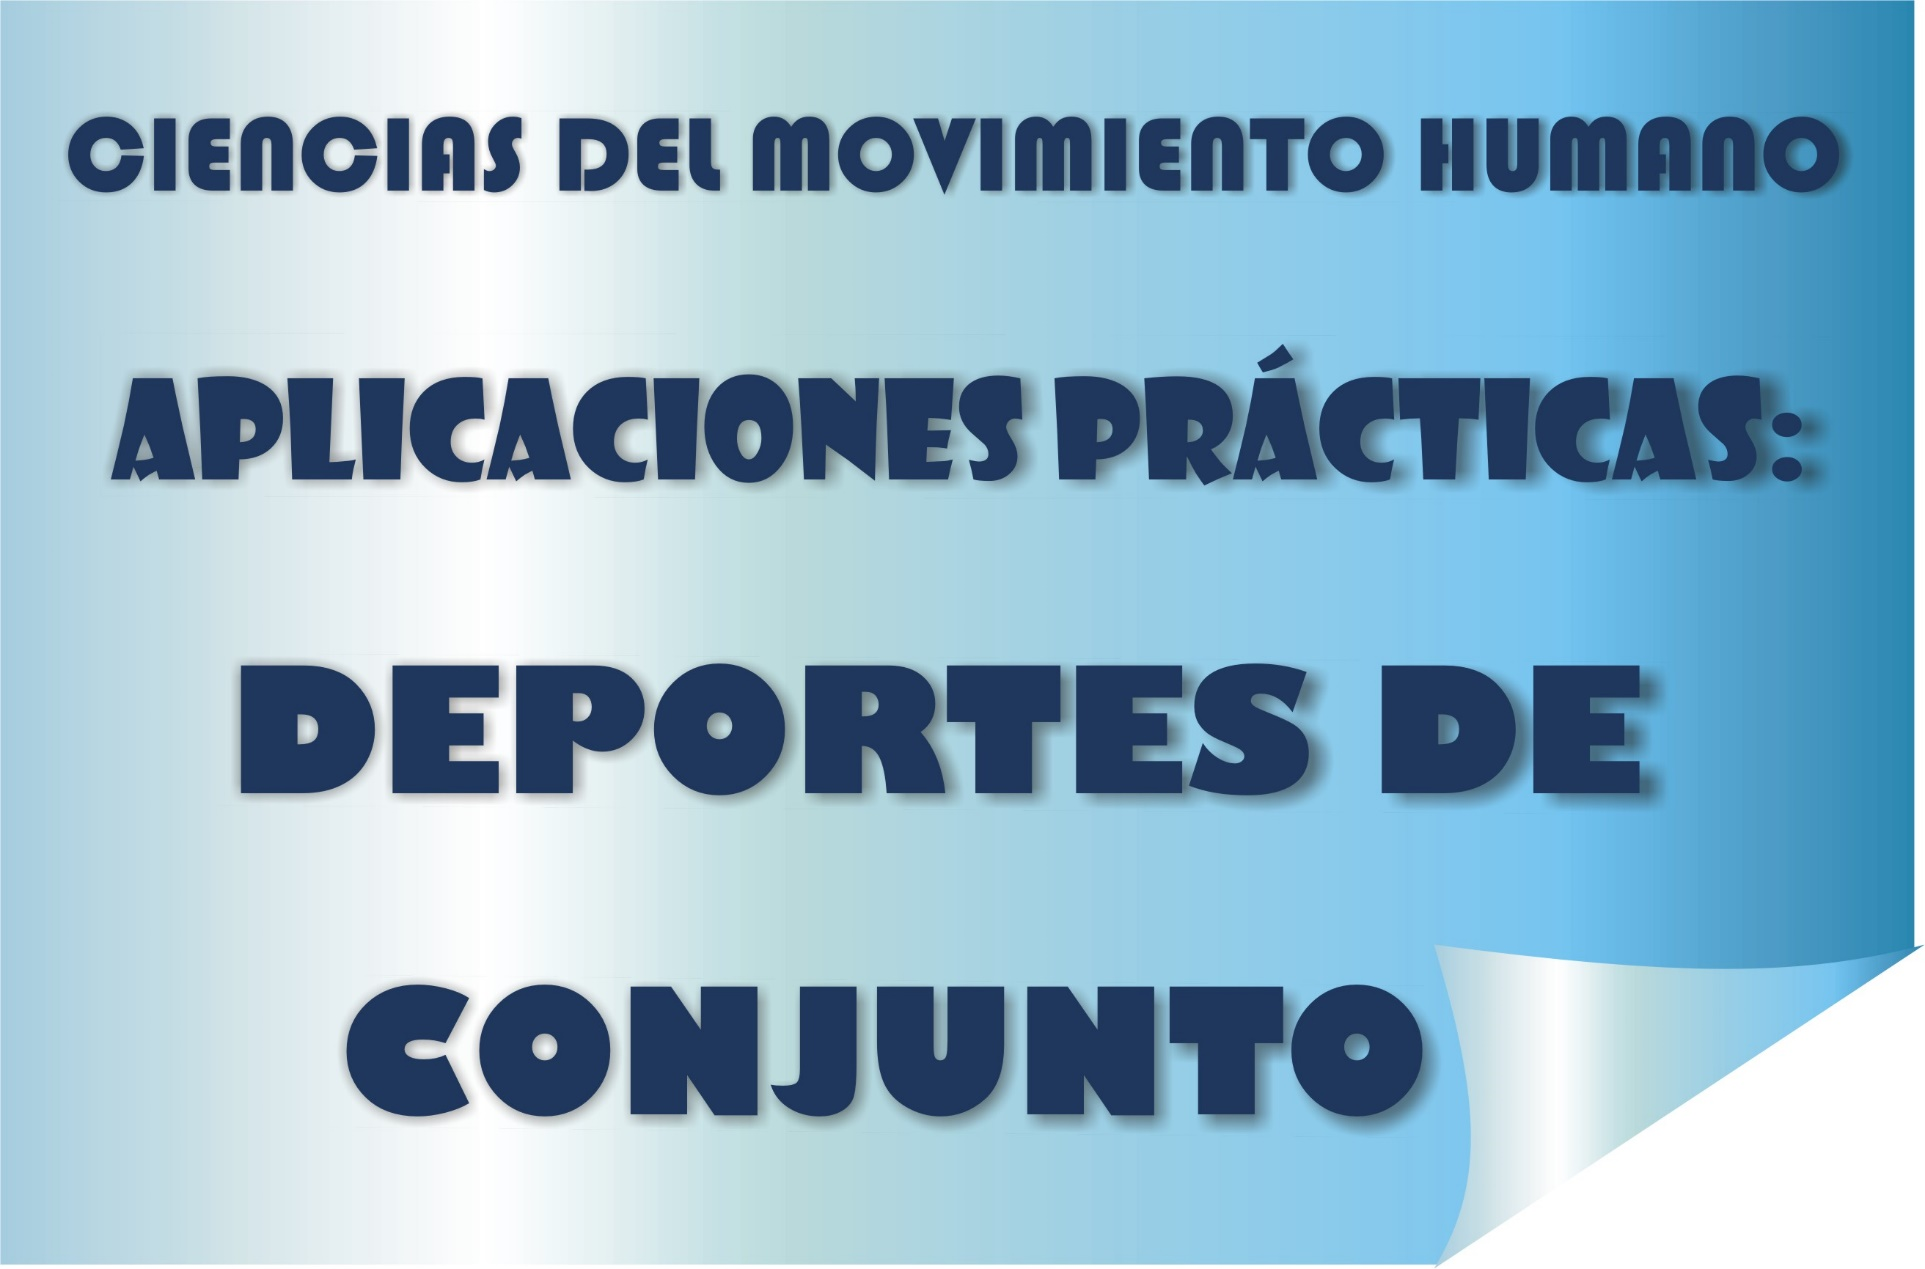 CIENCIAS DEL MOVIMIENTO HUMANO
APLICACIONES PRÁCTICAS:
DEPORTES DE
CONJUNTO